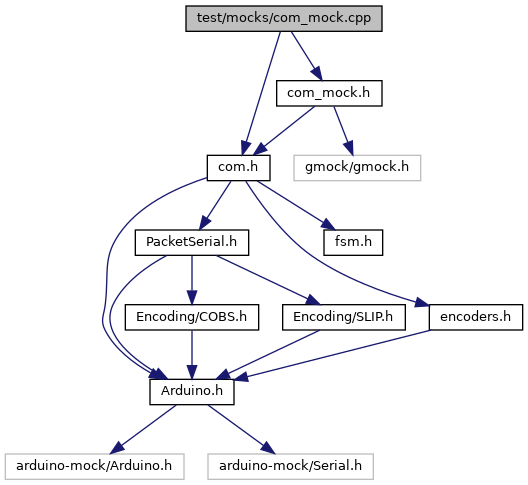 test/mocks/com_mock.cpp
com_mock.h
com.h
gmock/gmock.h
PacketSerial.h
fsm.h
Encoding/COBS.h
Encoding/SLIP.h
encoders.h
Arduino.h
arduino-mock/Arduino.h
arduino-mock/Serial.h